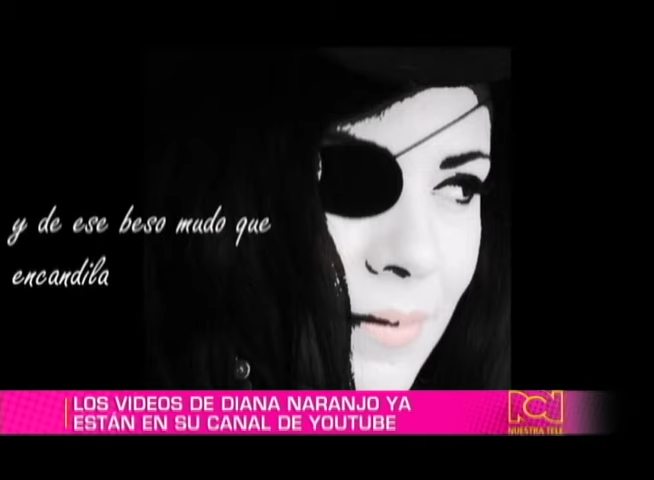 y de ese beso mudo que
encandila
LOS VIDEOS DE DIANA NARANJO YA
ESTÁN EN SU CANAL DE YOUTUBE
RCN
NUESTRA TELE